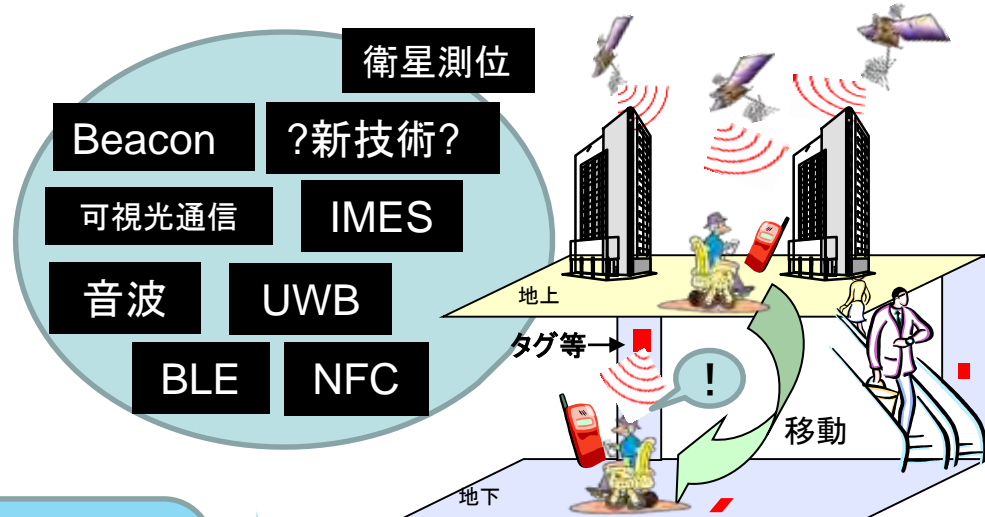 衛星測位
Beacon
?新技術?
可視光通信
IMES
音波
UWB
BLE
NFC
地上
タグ等→
!
移動
地下